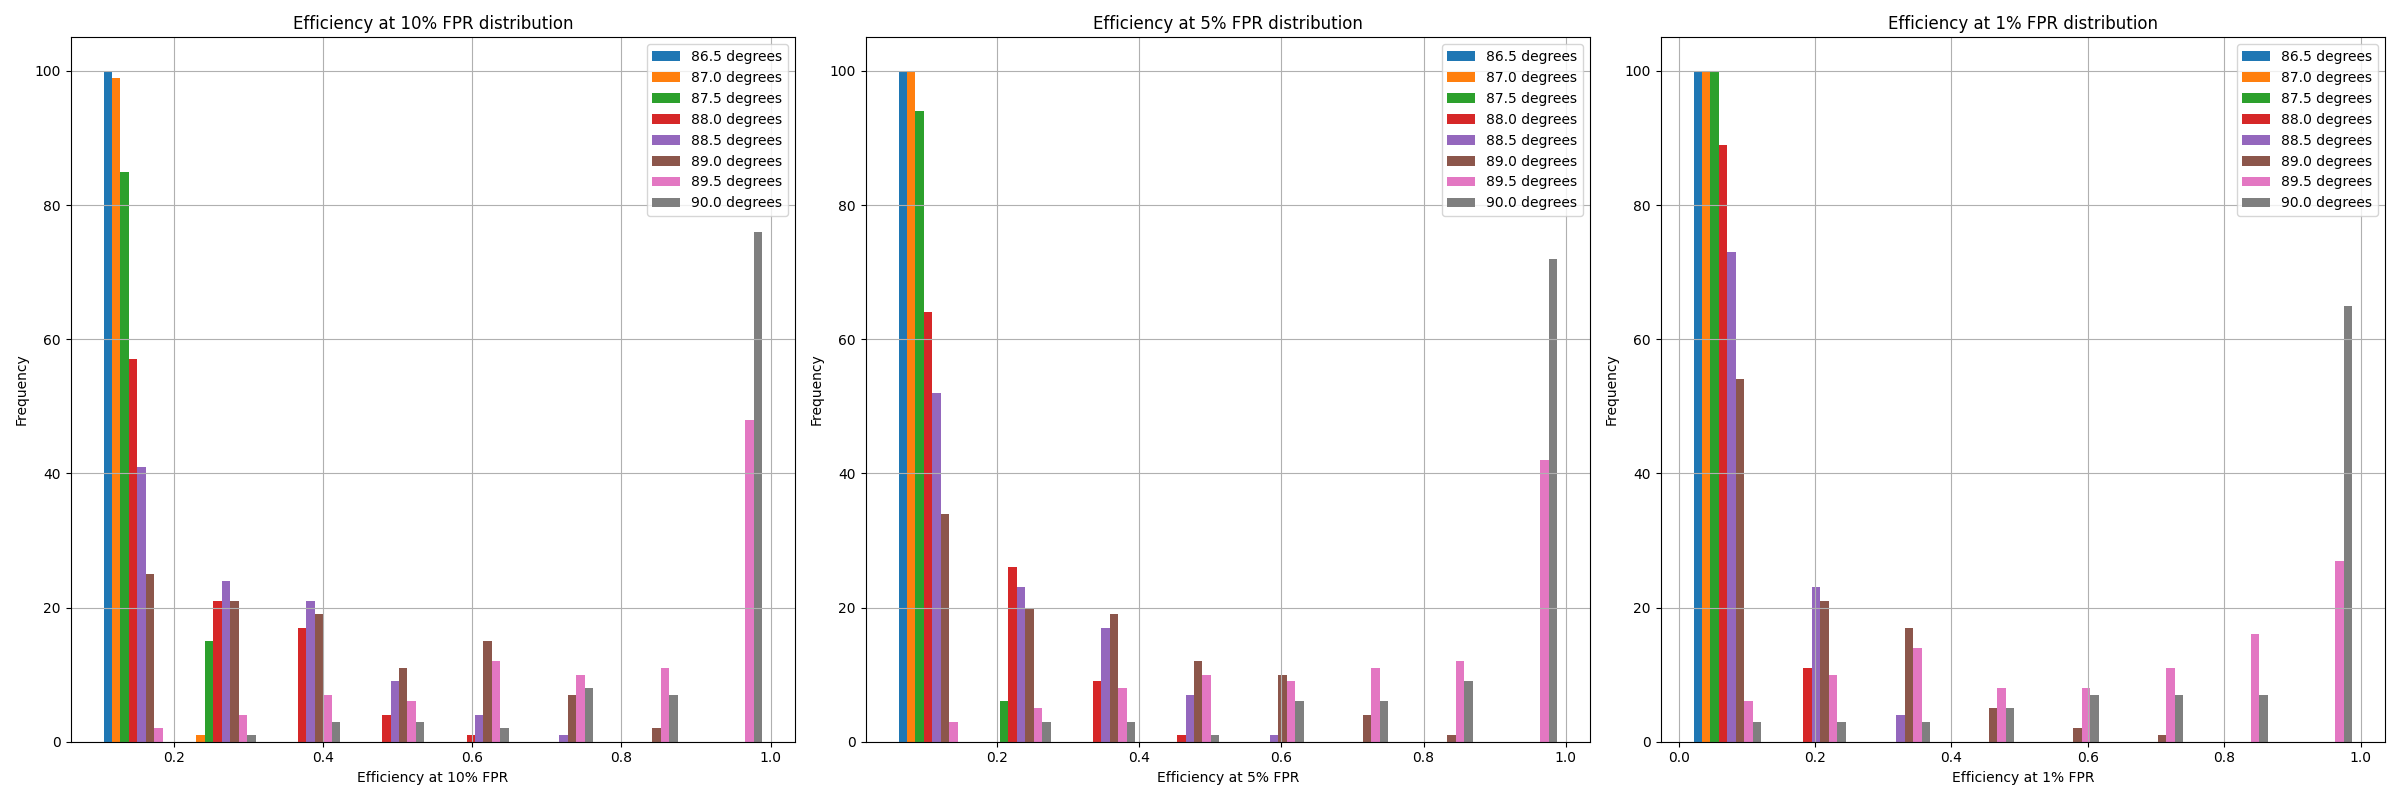 Efficiency at 10% FPR distribution
100
80
60
40
20
0
Frequency
0.2
0.4
0.6
0.8
1.0
Efficiency at 10% FPR
86.5 degrees
87.0 degrees
87.5 degrees
88.0 degrees
88.5 degrees
89.0 degrees
89.5 degrees
90.0 degrees
Efficiency at 5% FPR distribution
100
80
60
40
20
0
Frequency
0.2
0.4
0.6
0.8
1.0
Efficiency at 5% FPR
86.5 degrees
87.0 degrees
87.5 degrees
88.0 degrees
88.5 degrees
89.0 degrees
89.5 degrees
90.0 degrees
Efficiency at 1% FPR distribution
100
80
60
40
20
0
Frequency
0.0
0.2
0.4
0.6
0.8
1.0
Efficiency at 1% FPR
86.5 degrees
87.0 degrees
87.5 degrees
88.0 degrees
88.5 degrees
89.0 degrees
89.5 degrees
90.0 degrees